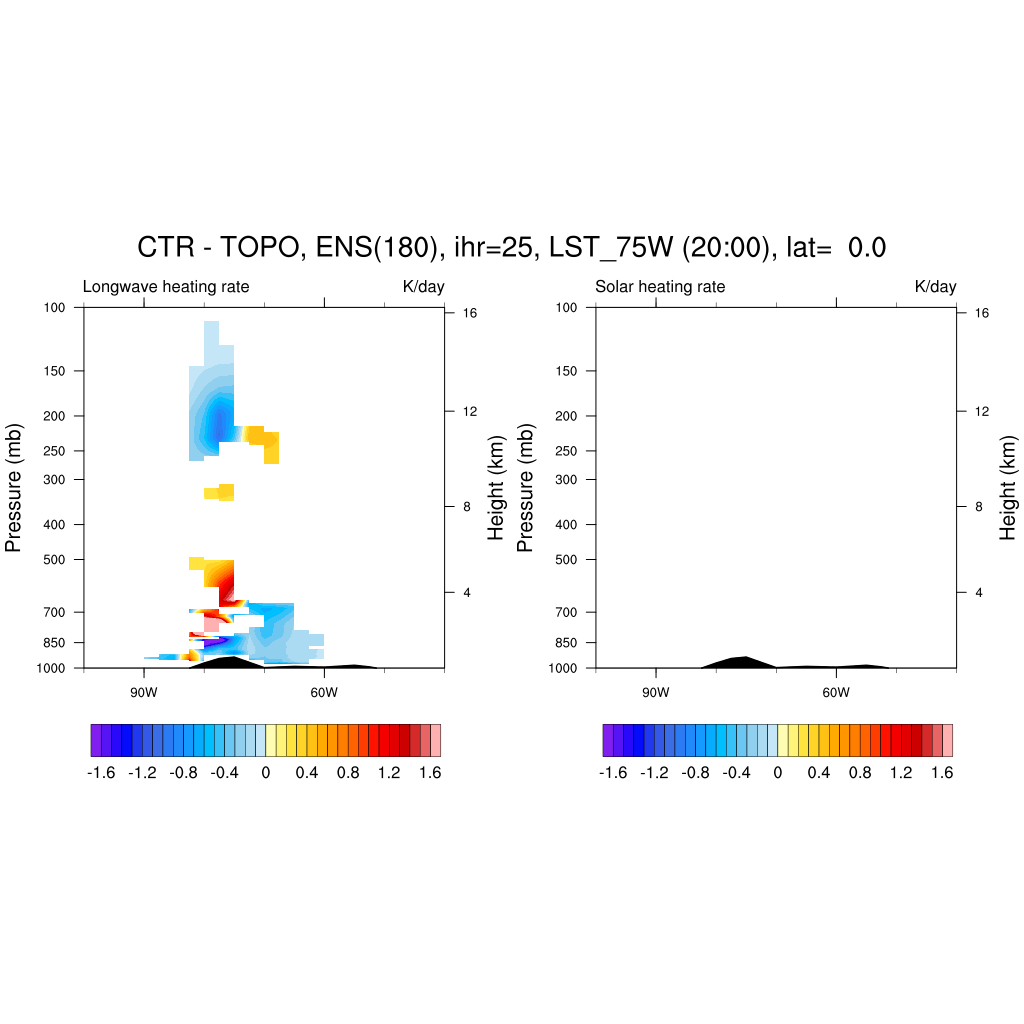 CTR - TOPO, ENS(180), ihr=25, LST_75W (20:00), lat=  0.0
Longwave heating rate K/day
Solar heating rate K/day
100
150
200
250
300
400
500
700
850
1000
Pressure (mb)
16
12
8
4
Height (km)
90W 60W
-1.6 -1.2 -0.8 -0.4 0 0.4 0.8 1.2 1.6
100
150
200
250
300
400
500
700
850
1000
Pressure (mb)
16
12
8
4
Height (km)
90W 60W
-1.6 -1.2 -0.8 -0.4 0 0.4 0.8 1.2 1.6